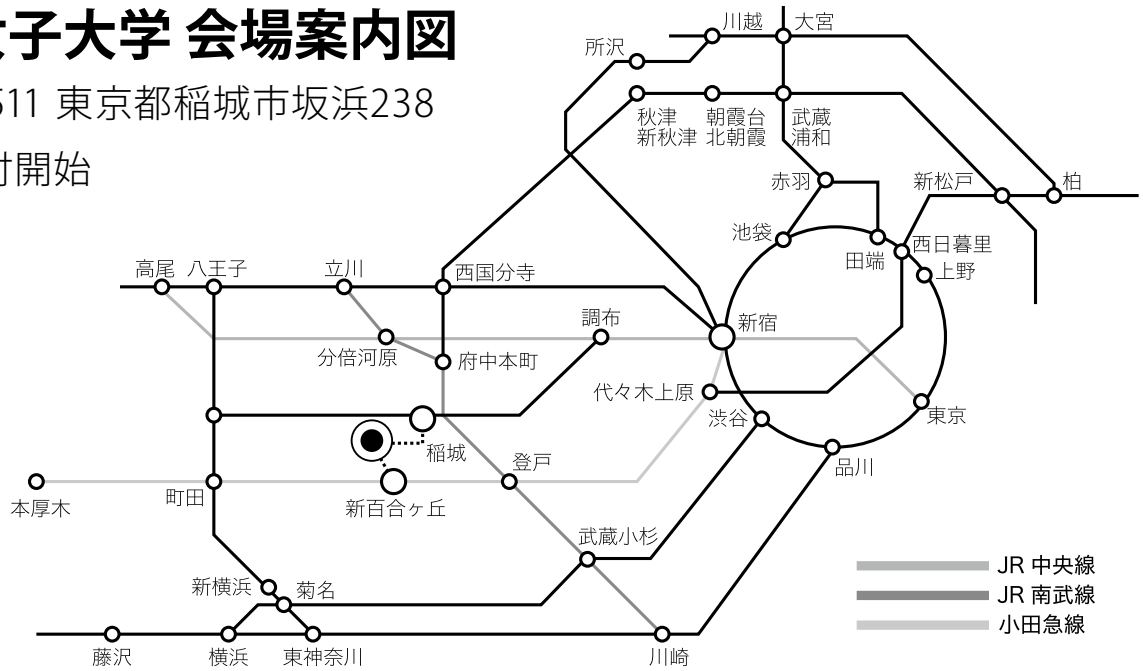 女子大学 会場案内図
511 東京都稲城市坂浜238
付開始
川越
大宮
所沢
秋津
新秋津
朝霞台
北朝霞
武蔵
浦和
赤羽
新松戸
柏
池袋
田端
西日暮里
上野
高尾
八王子
立川
西国分寺
調布
新宿
分倍河原
府中本町
代々木上原
渋谷
東京
稲城
登戸
品川
本厚木
町田
新百合ヶ丘
武蔵小杉
新横浜
菊名
藤沢
横浜
東神奈川
川崎
JR 中央線
JR 南武線
小田急線